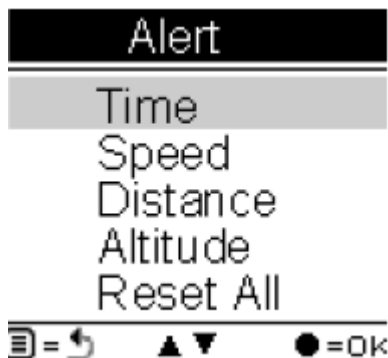 Alert
Time
Speed
Distance
Altitude
Reset All
= ▲ ▼ ●=OK